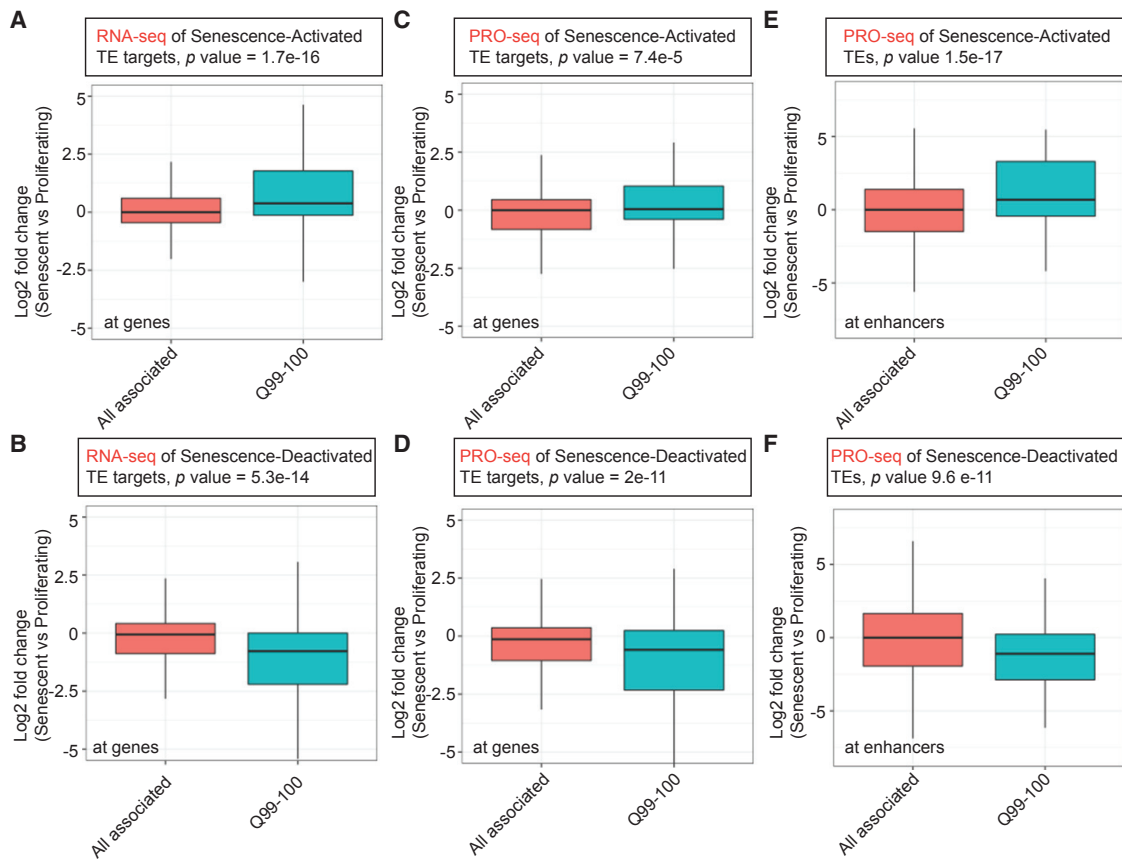 A
RNA-seq of Senescence-Activated
TE targets, p value = 1.7e-16
Log2 fold change
(Senescent vs Proliferating)
5
2.5
0
-2.5
-5
at genes
All associated
Q99-100
C
PRO-seq of Senescence-Activated
TE targets, p value = 7.4e-5
Log2 fold change
(Senescent vs Proliferating)
5
2.5
0
-2.5
-5
at genes
All associated
Q99-100
E
PRO-seq of Senescence-Activated
TEs, p value 1.5e-17
Log2 fold change
(Senescent vs Proliferating)
5
0
-5
at enhancers
All associated
Q99-100
B
RNA-seq of Senescence-Deactivated
TE targets, p value = 5.3e-14
Log2 fold change
(Senescent vs Proliferating)
5
2.5
0
-2.5
-5
at genes
All associated
Q99-100
D
PRO-seq of Senescence-Deactivated
TE targets, p value = 2e-11
Log2 fold change
(Senescent vs Proliferating)
5
2.5
0
-2.5
-5
at genes
All associated
Q99-100
F
PRO-seq of Senescence-Deactivated
TEs, p value 9.6 e-11
Log2 fold change
(Senescent vs Proliferating)
5
0
-5
at enhancers
All associated
Q99-100